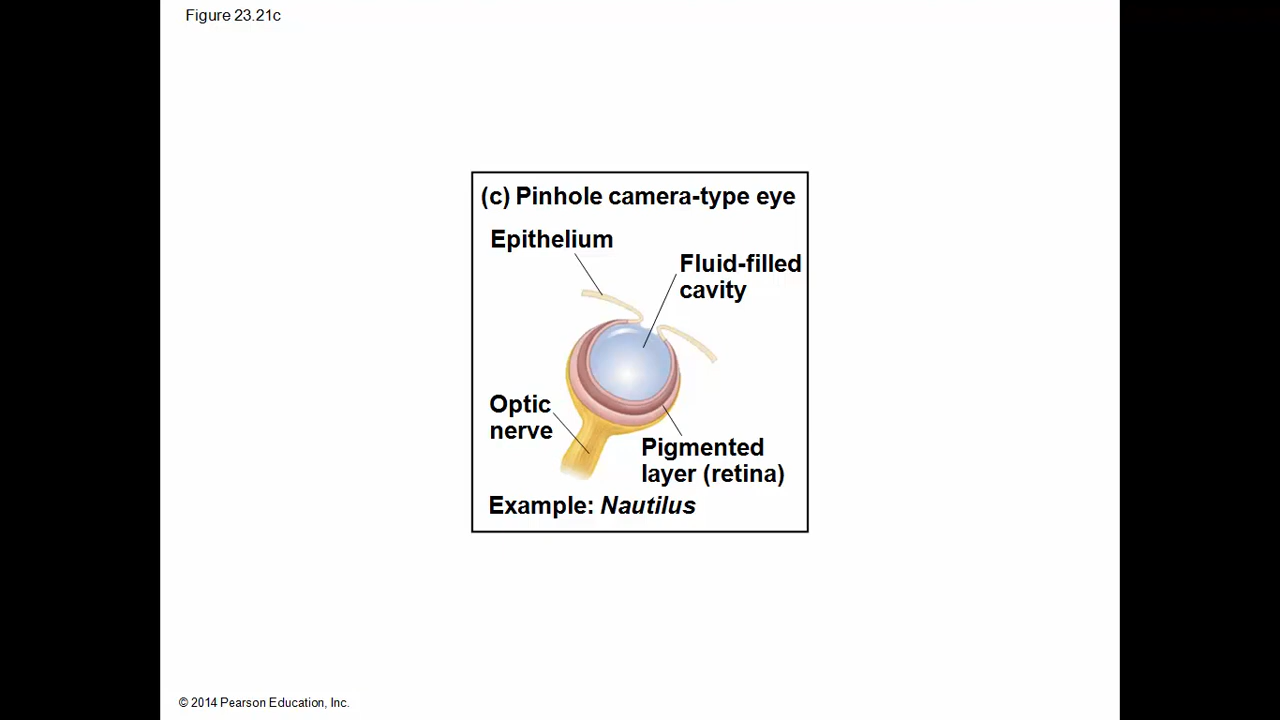 Figure 23.21c
(c) Pinhole camera-type eye
Epithelium
Fluid-filled
cavity
Optic
nerve
Pigmented
layer (retina)
Example: Nautilus
© 2014 Pearson Education, Inc.